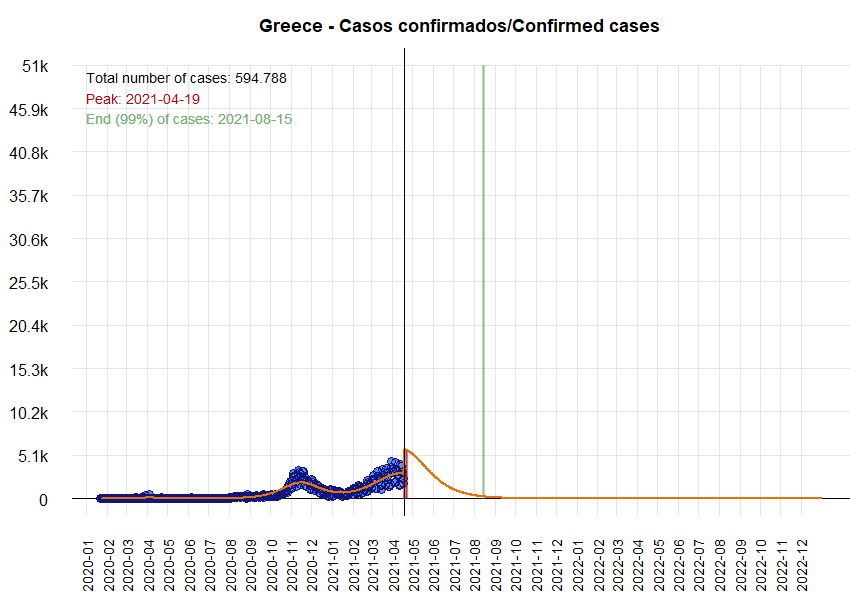 Greece - Casos confirmados/Confirmed cases
51k
45.9k
40.8k
35.7k
30.6k
25.5k
20.4k
15.3k
10.2k
5.1k
0
Total number of cases: 594.788
Peak: 2021-04-19
End (99%) of cases: 2021-08-15
2020-01
2020-02
2020-03
2020-04
2020-05
2020-06
2020-07
2020-08
2020-09
2020-10
2020-11
2020-12
2021-01
2021-02
2021-03
2021-04
2021-05
2021-06
2021-07
2021-08
2021-09
2021-10
2021-11
2021-12
2022-01
2022-02
2022-03
2022-04
2022-05
2022-06
2022-07
2022-08
2022-09
2022-10
2022-11
2022-12